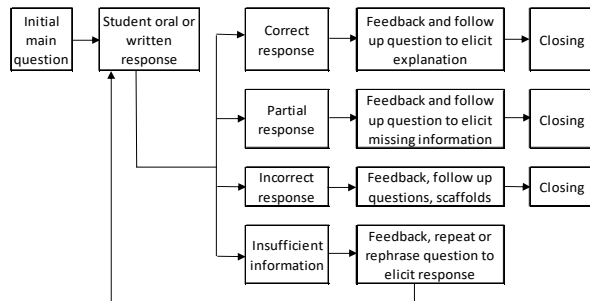 Initial
main
question
Student oral or
written
response
Correct
response
Feedback and follow
up question to elicit
explanation
Closing
Partial
response
Feedback and follow
up question to elicit
missing information
Closing
Incorrect
response
Feedback, follow up
questions, scaffolds
Closing
Insufficient
information
Feedback, repeat or
rephrase question to
elicit response